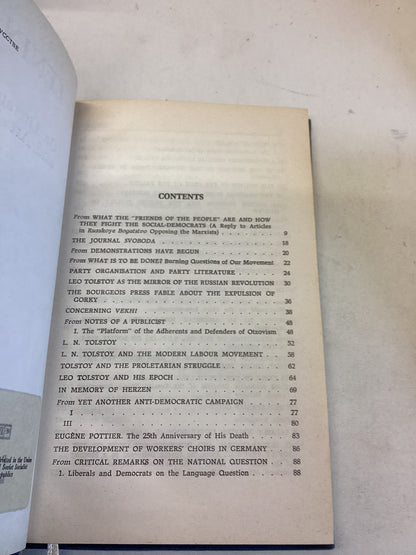 CONTENTS
From WHAT THE "FRIENDS OF THE PEOPLE" ARE AND HOW
THEY FIGHT THE SOCIAL-DEMOCRATS (A Reply to Articles
in Russkoye Bogatstvo Opposing the Marxists) . . . . . . 9
THE JOURNAL SVOBODA . . . . . . . . . . . . 18
From DEMONSTRATIONS HAVE BEGUN . . . . . . . . 20
From WHAT IS TO BE DONE? Burning Questions of Our Movement 22
PARTY ORGANISATION AND PARTY LITERATURE . . . . . 24
LEO TOLSTOY AS THE MIRROR OF THE RUSSIAN REVOLUTION 30
THE BOURGEOIS PRESS FABLE ABOUT THE EXPULSION OF
GORKY . . . . . . . . . . . . . . . . 36
CONCERNING VEKHI . . . . . . . . . . . . . 38
From NOTES OF A PUBLICIST . . . . . . . . . . 48
I. The "Platform" of the Adherents and Defenders of Otzovism 48
L. N. TOLSTOY . . . . . . . . . . . . . . 52
L. N. TOLSTOY AND THE MODERN LABOUR MOVEMENT . . . 58
TOLSTOY AND THE PROLETARIAN STRUGGLE . . . . . . 62
LEO TOLSTOY AND HIS EPOCH . . . . . . . . . . 64
IN MEMORY OF HERZEN . . . . . . . . . . . . 69
From YET ANOTHER ANTI-DEMOCRATIC CAMPAIGN . . . . 77
I . . . . . . . . . . . . . . . . . 77
III . . . . . . . . . . . . . . . . . 80
EUGÈNE POTTIER. The 25th Anniversary of His Death . . . . 83
THE DEVELOPMENT OF WORKERS' CHOIRS IN GERMANY . . 86
From CRITICAL REMARKS ON THE NATIONAL QUESTION . . . 88
1. Liberals and Democrats on the Language Question . . . . 88